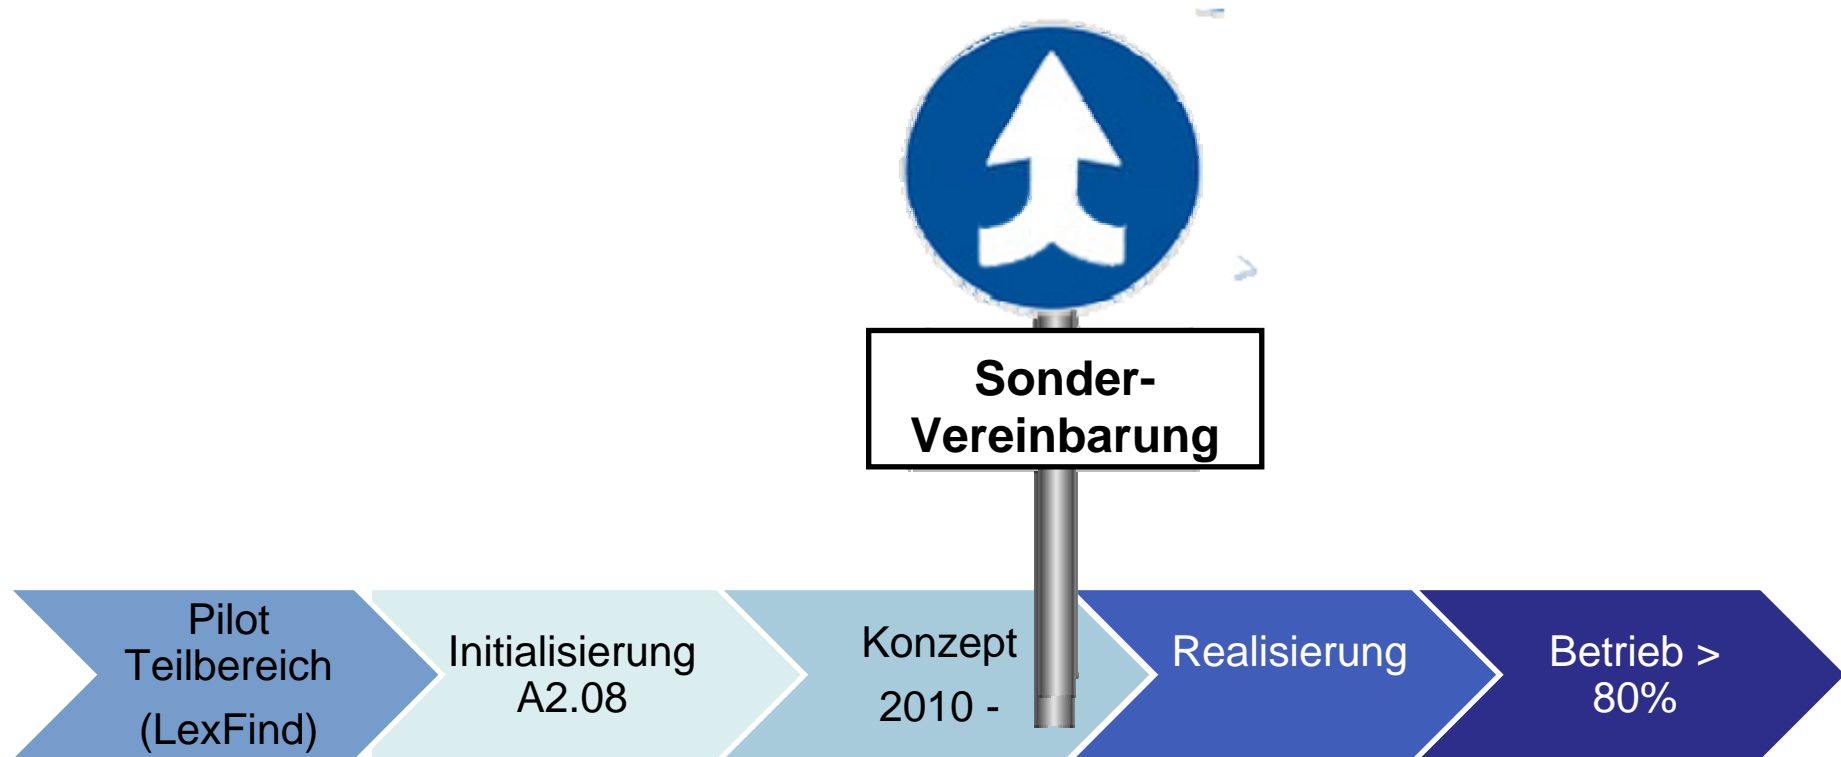 Sonder-
Vereinbarung
Pilot
Teilbereich
(LexFind)
Initialisierung
A2.08
Konzept
2010 -
Realisierung
Betrieb >
80%